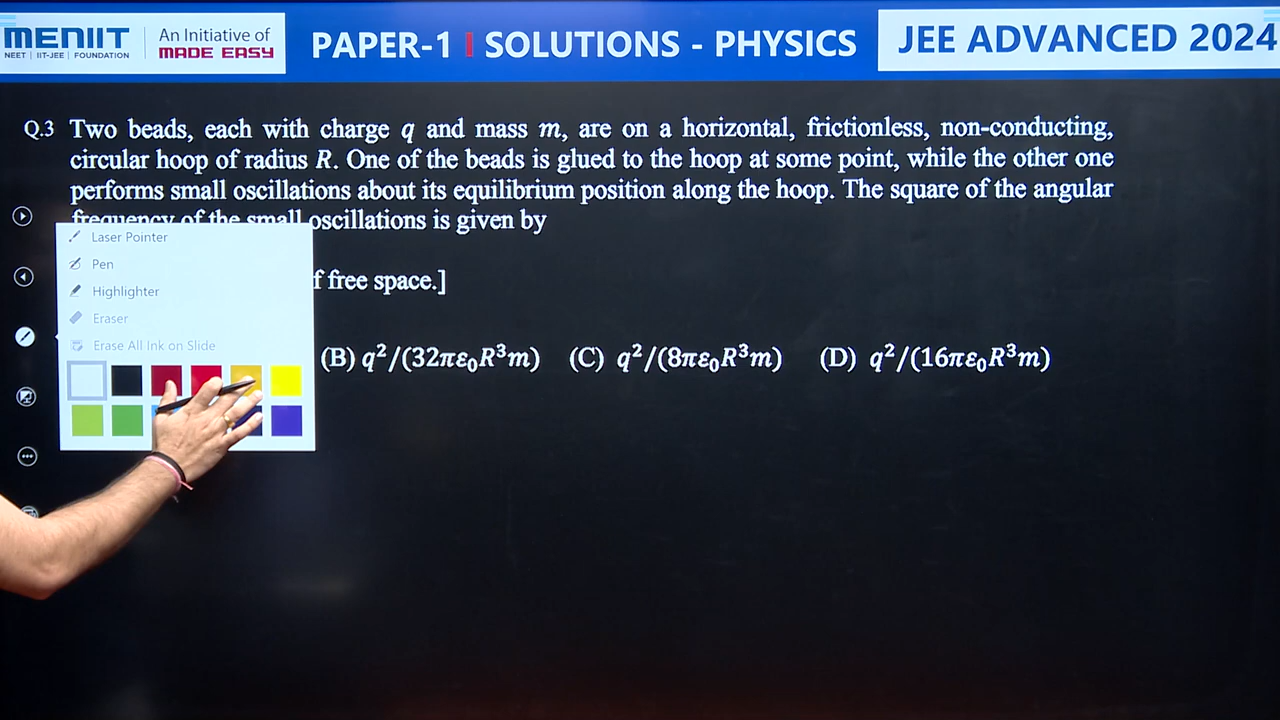 MENIIT
NEET | IIT-JEE | FOUNDATION
An Initiative of
MADE EASY
PAPER-1 | SOLUTIONS - PHYSICS
JEE ADVANCED 2024
Q.3 Two beads, each with charge q and mass m, are on a horizontal, frictionless, non-conducting,
circular hoop of radius R. One of the beads is glued to the hoop at some point, while the other one
performs small oscillations about its equilibrium position along the hoop. The square of the angular
frequency of the small oscillations is given by
Laser Pointer
Pen
f free space.]
Highlighter
Eraser
Erase All Ink on Slide
(B) q²/(32πε₀R³m) (C) q²/(8πε₀R³m) (D) q²/(16πε₀R³m)